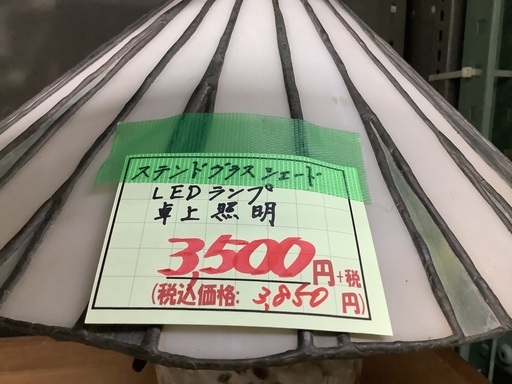 ステンドグラスシェード
LEDランプ
卓上照明
3,500円+税
(税込価格:3,850円)